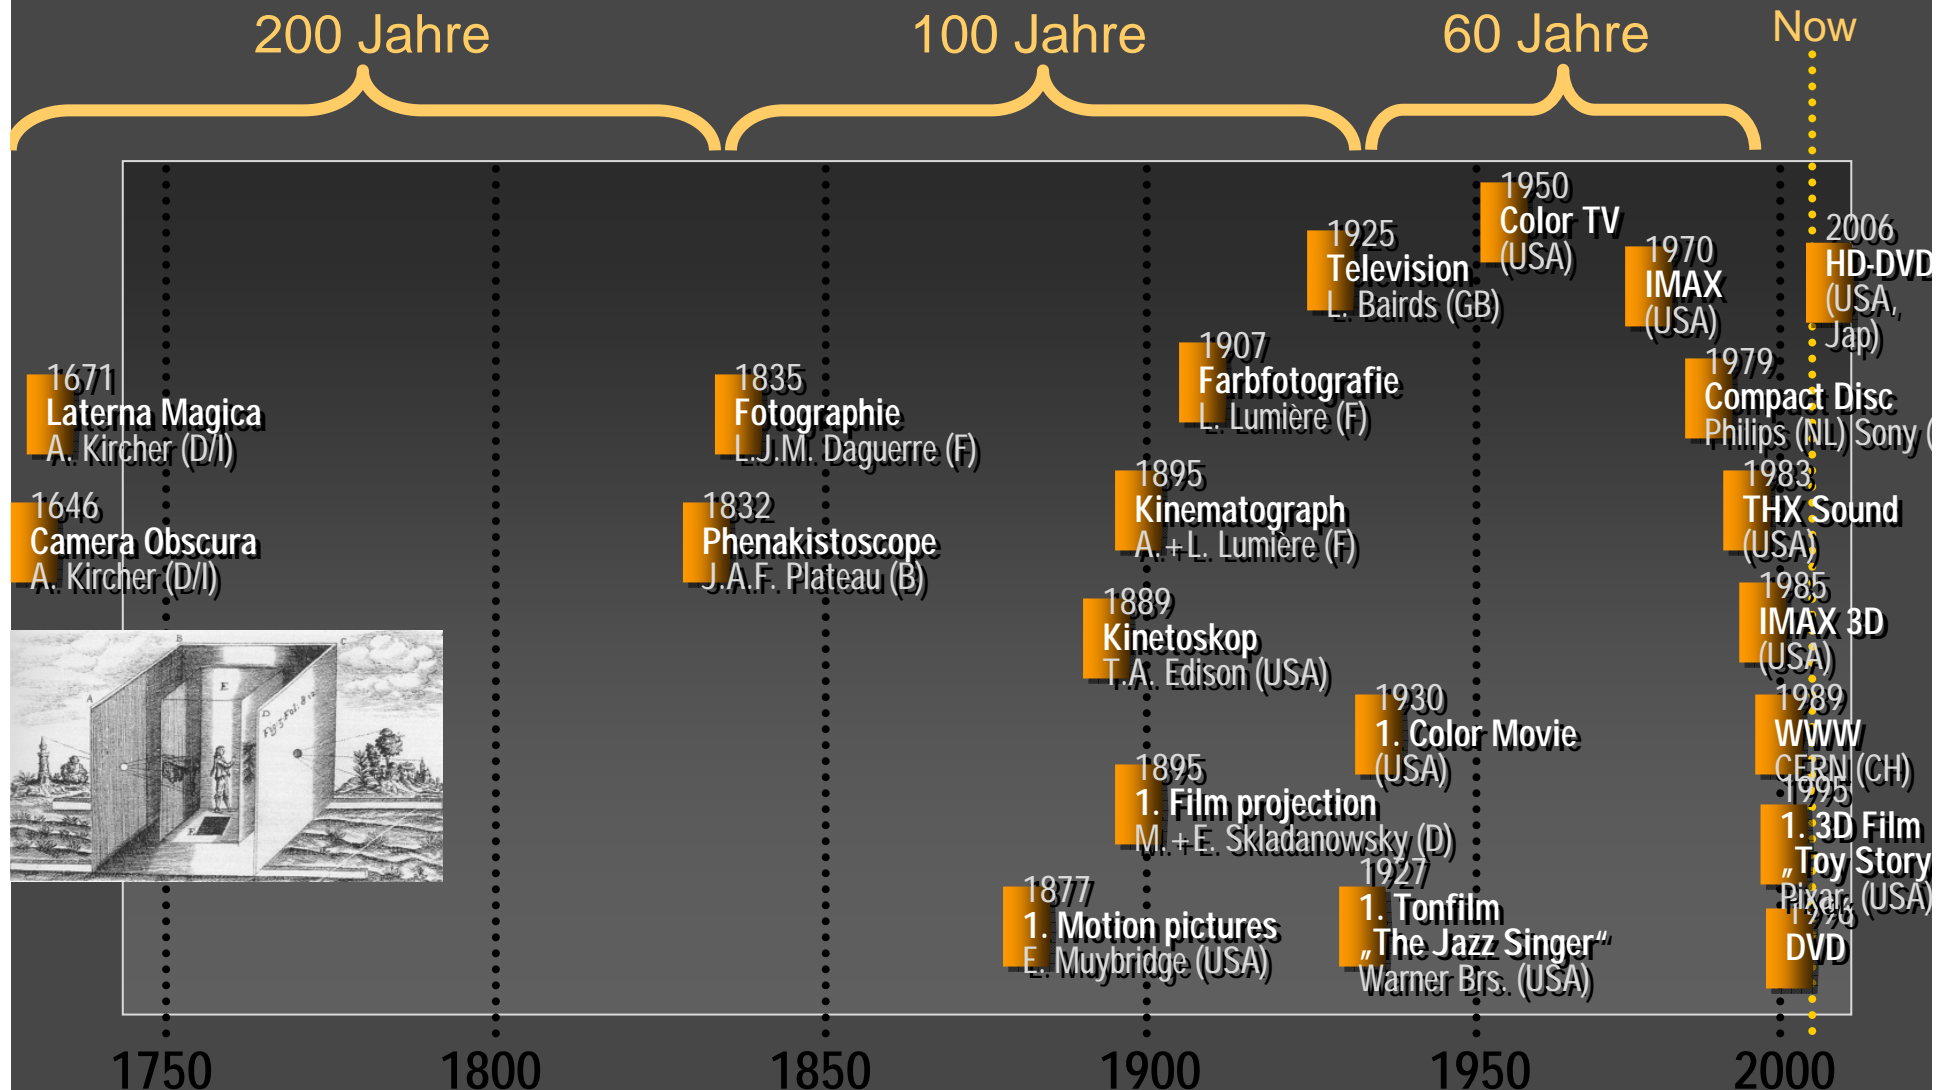 200 Jahre
100 Jahre
60 Jahre
Now
1950
Color TV
(USA)
1925
Television
L. Bairds (GB)
1970
IMAX
(USA)
2006
HD-DVD
(USA,
Jap)
1907
Farbfotografie
L. Lumière (F)
1979
Compact Disc
Philips (NL) Sony (
1671
Laterna Magica
A. Kircher (D/I)
1835
Fotographie
L.J.M. Daguerre (F)
1895
Kinematograph
A.+L. Lumière (F)
1983
THX Sound
(USA)
1646
Camera Obscura
A. Kircher (D/I)
1832
Phenakistoscope
J.A.F. Plateau (B)
1889
Kinetoskop
T.A. Edison (USA)
1985
IMAX 3D
(USA)
1930
1. Color Movie
(USA)
1989
WWW
CERN (CH)
1895
1. Film projection
M.+E. Skladanowsky (D)
1995
1. 3D Film
„Toy Story
Pixar, (USA)
1877
1. Motion pictures
E. Muybridge (USA)
1927
1. Tonfilm
„The Jazz Singer“
Warner Brs. (USA)
1996
DVD
A
B
C
D
E
E
1750
1800
1850
1900
1950
2000